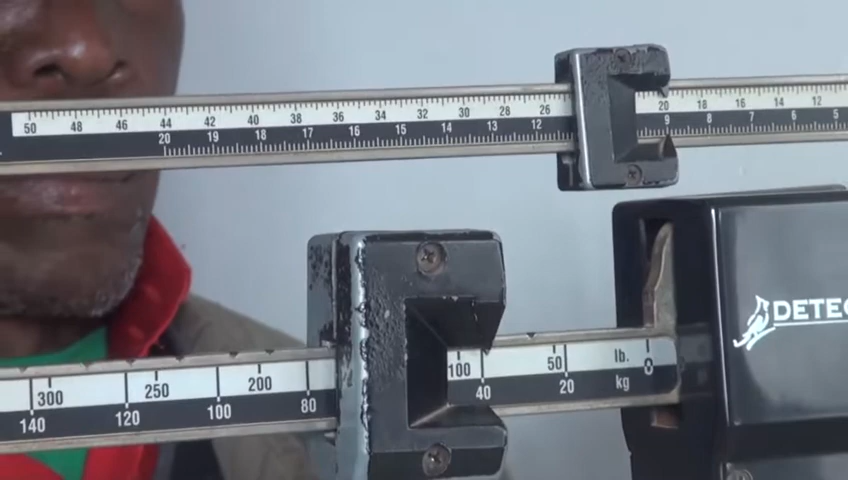 50 48 46 44 42 40 38 36 34 32 30 28 26 20 18 16 14 12
20 19 18 17 16 15 14 13 12 9 8 7 6 5
DETEC
300 250 200 100 50 lb. 0
140 120 100 80 40 20 kg